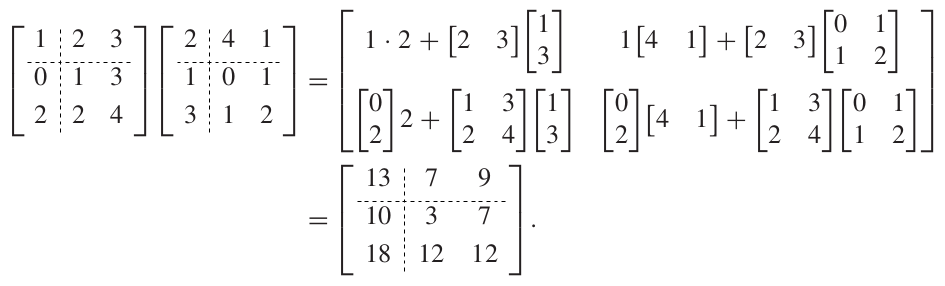 [1 2 3; 0 1 3; 2 2 4] [2 4 1; 1 0 1; 3 1 2] = [1 · 2 + [2 3][1; 3] 1[4 1] + [2 3][0 1; 1 2]; [0; 2]2 + [1 3; 2 4][1; 3] [0; 2][4 1] + [1 3; 2 4][0 1; 1 2]]
= [13 7 9; 10 3 7; 18 12 12].